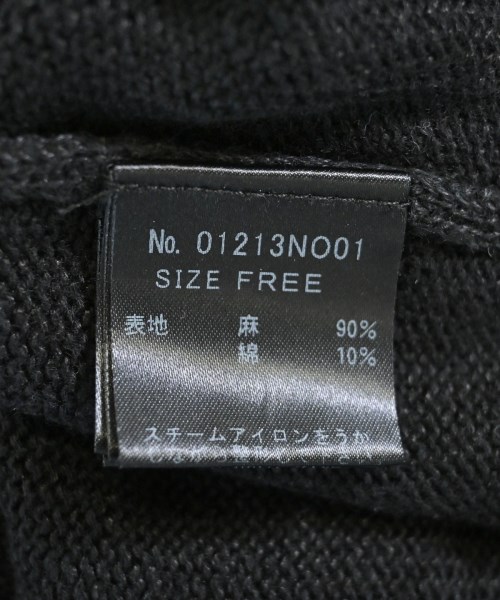 No. 01213NO01
SIZE FREE
表地 麻 90%
綿 10%
スチームアイロンをうか